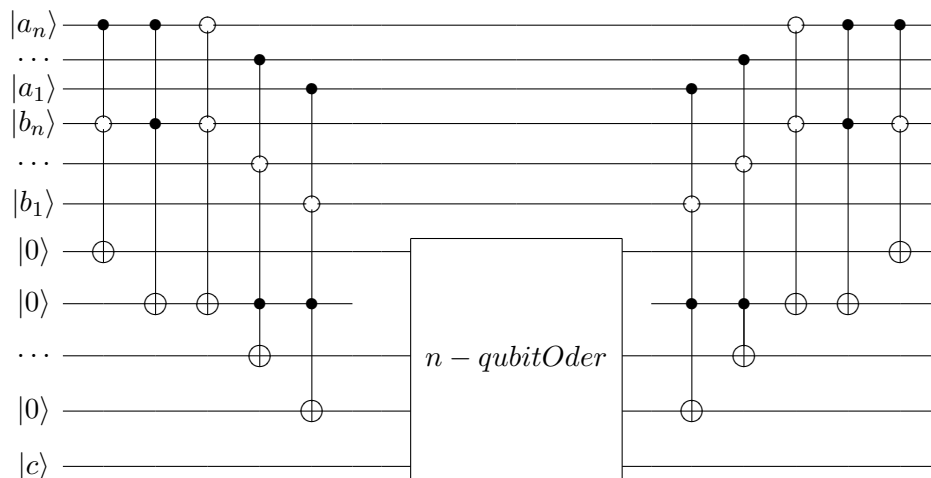 |a_n⟩
⋯
|a_1⟩
|b_n⟩
⋯
|b_1⟩
|0⟩
|0⟩
⋯
n − qubitOder
|0⟩
|c⟩